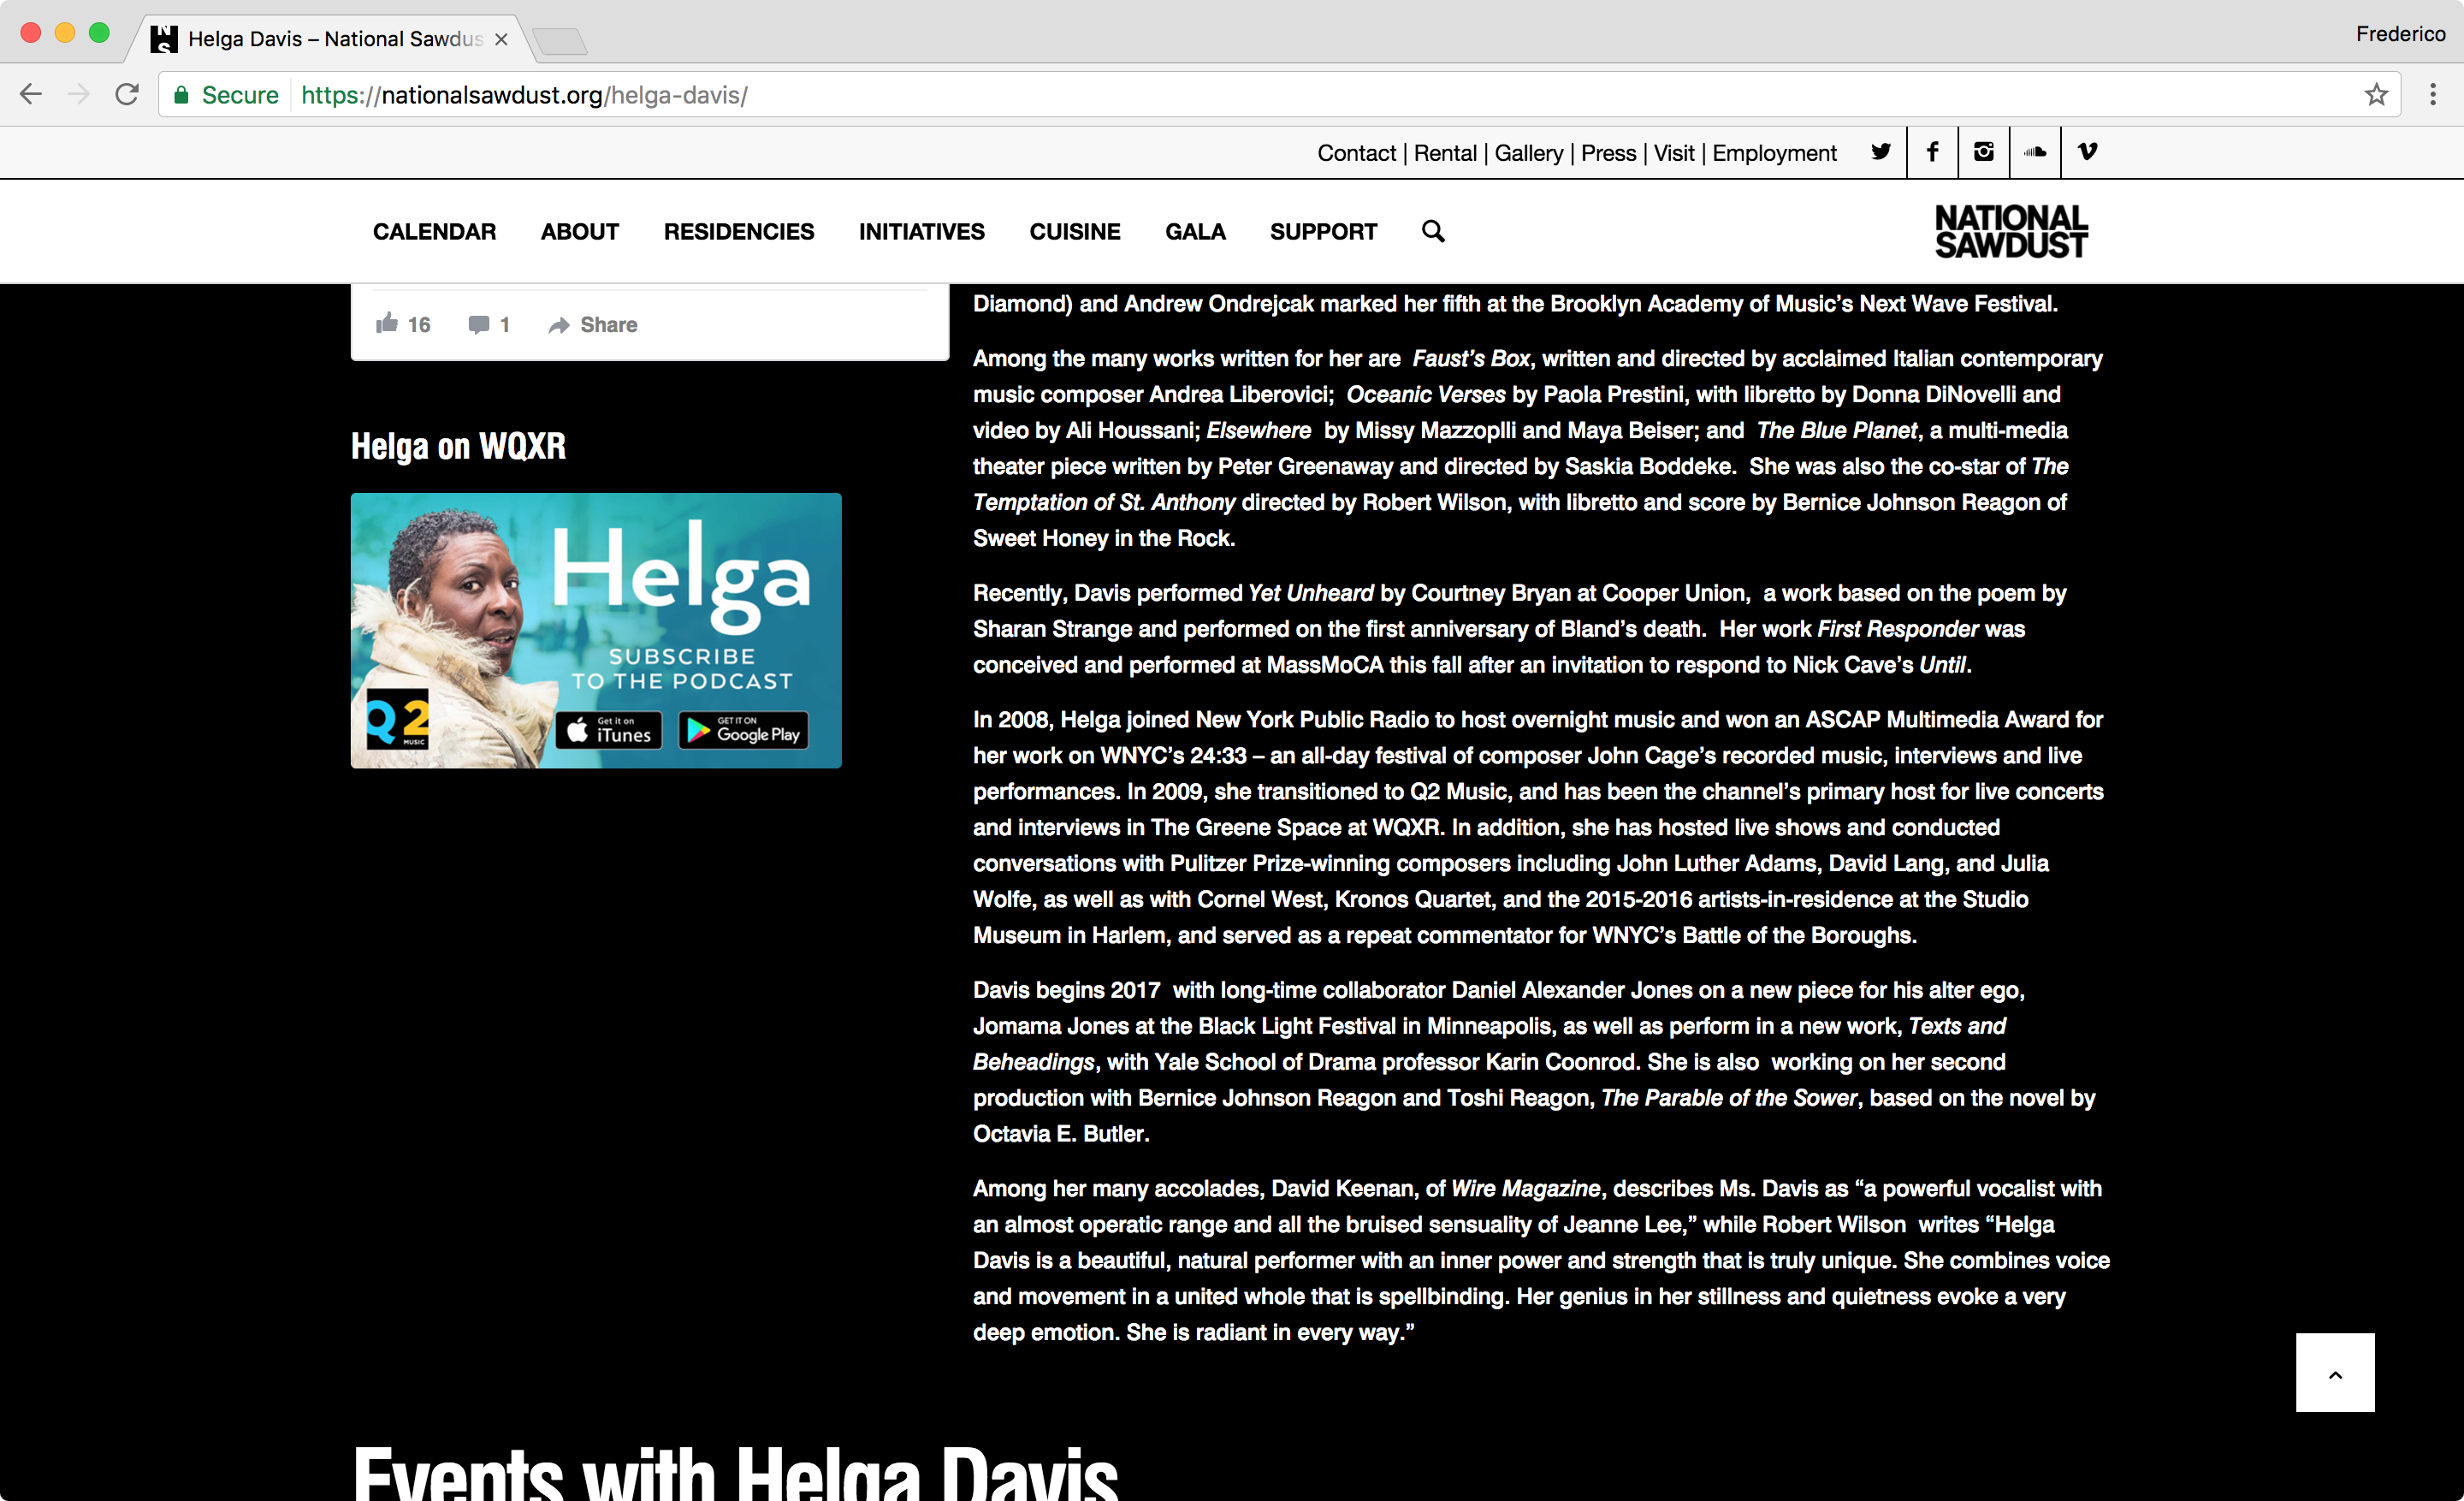 Helga Davis – National Sawdus
Frederico
Secure
https://nationalsawdust.org/helga-davis/
Contact | Rental | Gallery | Press | Visit | Employment
CALENDAR ABOUT RESIDENCIES INITIATIVES CUISINE GALA SUPPORT
NATIONAL
SAWDUST
16 1 Share
Helga on WQXR
Helga
SUBSCRIBE
TO THE PODCAST
Q2
MUSIC
Get it on
iTunes
GET IT ON
Google Play
Diamond) and Andrew Ondrejcak marked her fifth at the Brooklyn Academy of Music’s Next Wave Festival.
Among the many works written for her are Faust’s Box, written and directed by acclaimed Italian contemporary
music composer Andrea Liberovici; Oceanic Verses by Paola Prestini, with libretto by Donna DiNovelli and
video by Ali Houssani; Elsewhere by Missy Mazzoplli and Maya Beiser; and The Blue Planet, a multi-media
theater piece written by Peter Greenaway and directed by Saskia Boddeke. She was also the co-star of The
Temptation of St. Anthony directed by Robert Wilson, with libretto and score by Bernice Johnson Reagon of
Sweet Honey in the Rock.
Recently, Davis performed Yet Unheard by Courtney Bryan at Cooper Union, a work based on the poem by
Sharan Strange and performed on the first anniversary of Bland’s death. Her work First Responder was
conceived and performed at MassMoCA this fall after an invitation to respond to Nick Cave’s Until.
In 2008, Helga joined New York Public Radio to host overnight music and won an ASCAP Multimedia Award for
her work on WNYC’s 24:33 – an all-day festival of composer John Cage’s recorded music, interviews and live
performances. In 2009, she transitioned to Q2 Music, and has been the channel’s primary host for live concerts
and interviews in The Greene Space at WQXR. In addition, she has hosted live shows and conducted
conversations with Pulitzer Prize-winning composers including John Luther Adams, David Lang, and Julia
Wolfe, as well as with Cornel West, Kronos Quartet, and the 2015-2016 artists-in-residence at the Studio
Museum in Harlem, and served as a repeat commentator for WNYC’s Battle of the Boroughs.
Davis begins 2017 with long-time collaborator Daniel Alexander Jones on a new piece for his alter ego,
Jomama Jones at the Black Light Festival in Minneapolis, as well as perform in a new work, Texts and
Beheadings, with Yale School of Drama professor Karin Coonrod. She is also working on her second
production with Bernice Johnson Reagon and Toshi Reagon, The Parable of the Sower, based on the novel by
Octavia E. Butler.
Among her many accolades, David Keenan, of Wire Magazine, describes Ms. Davis as “a powerful vocalist with
an almost operatic range and all the bruised sensuality of Jeanne Lee,” while Robert Wilson writes “Helga
Davis is a beautiful, natural performer with an inner power and strength that is truly unique. She combines voice
and movement in a united whole that is spellbinding. Her genius in her stillness and quietness evoke a very
deep emotion. She is radiant in every way.”
Events with Helga Davis